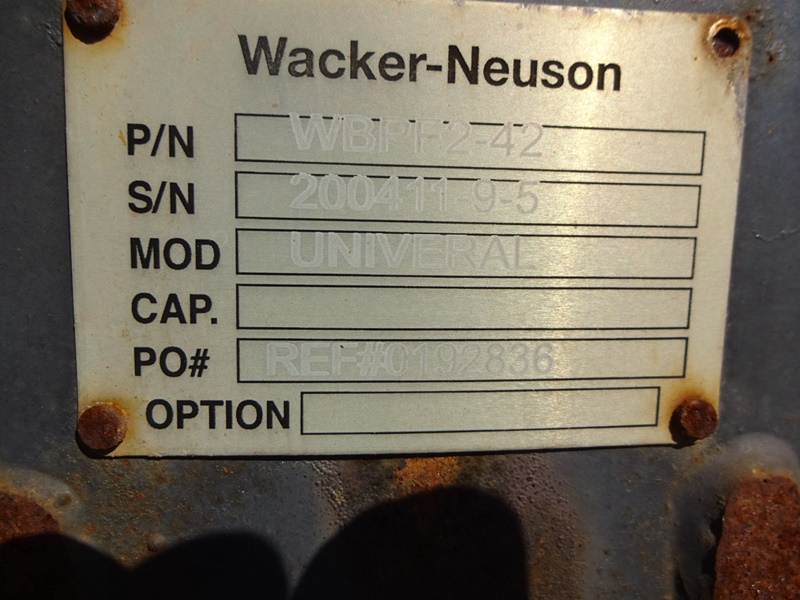 Wacker-Neuson
P/N WBPF2-42
S/N 200411-9-5
MOD UNIVERAL
CAP.
PO# REF#0192836
OPTION